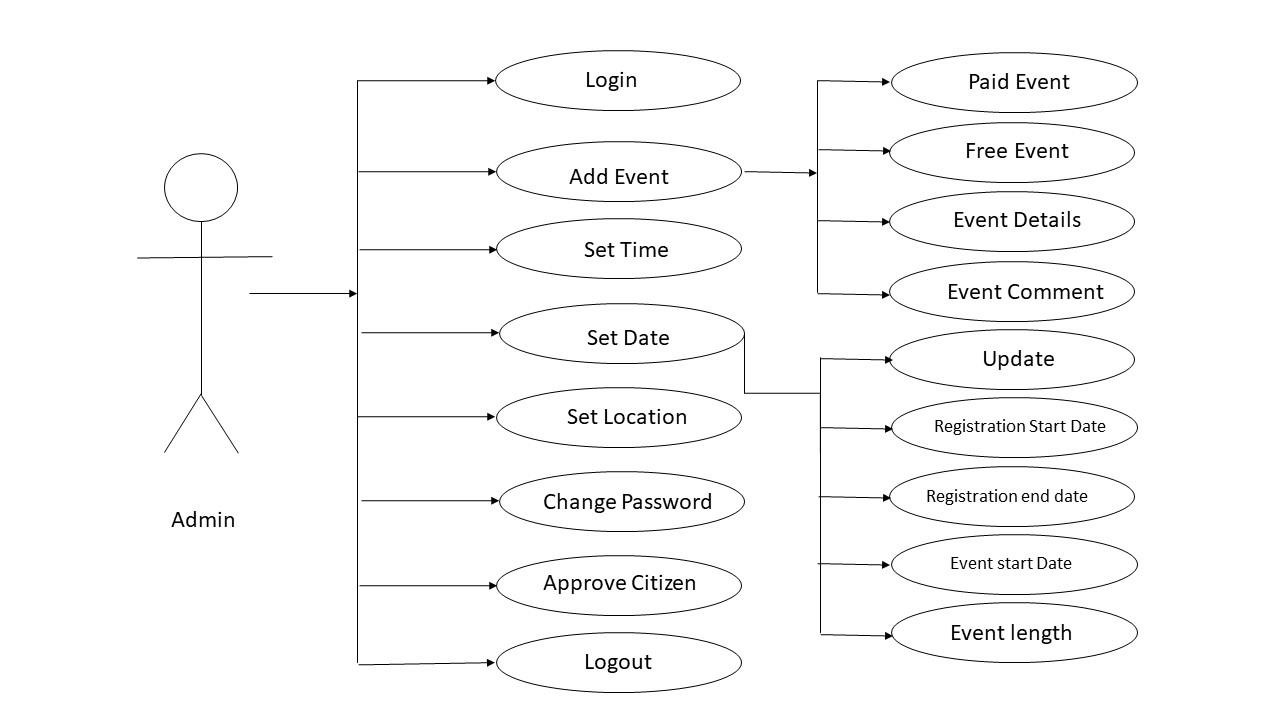 Login
Add Event
Set Time
Set Date
Set Location
Change Password
Approve Citizen
Logout
Admin
Paid Event
Free Event
Event Details
Event Comment
Update
Registration Start Date
Registration end date
Event start Date
Event length